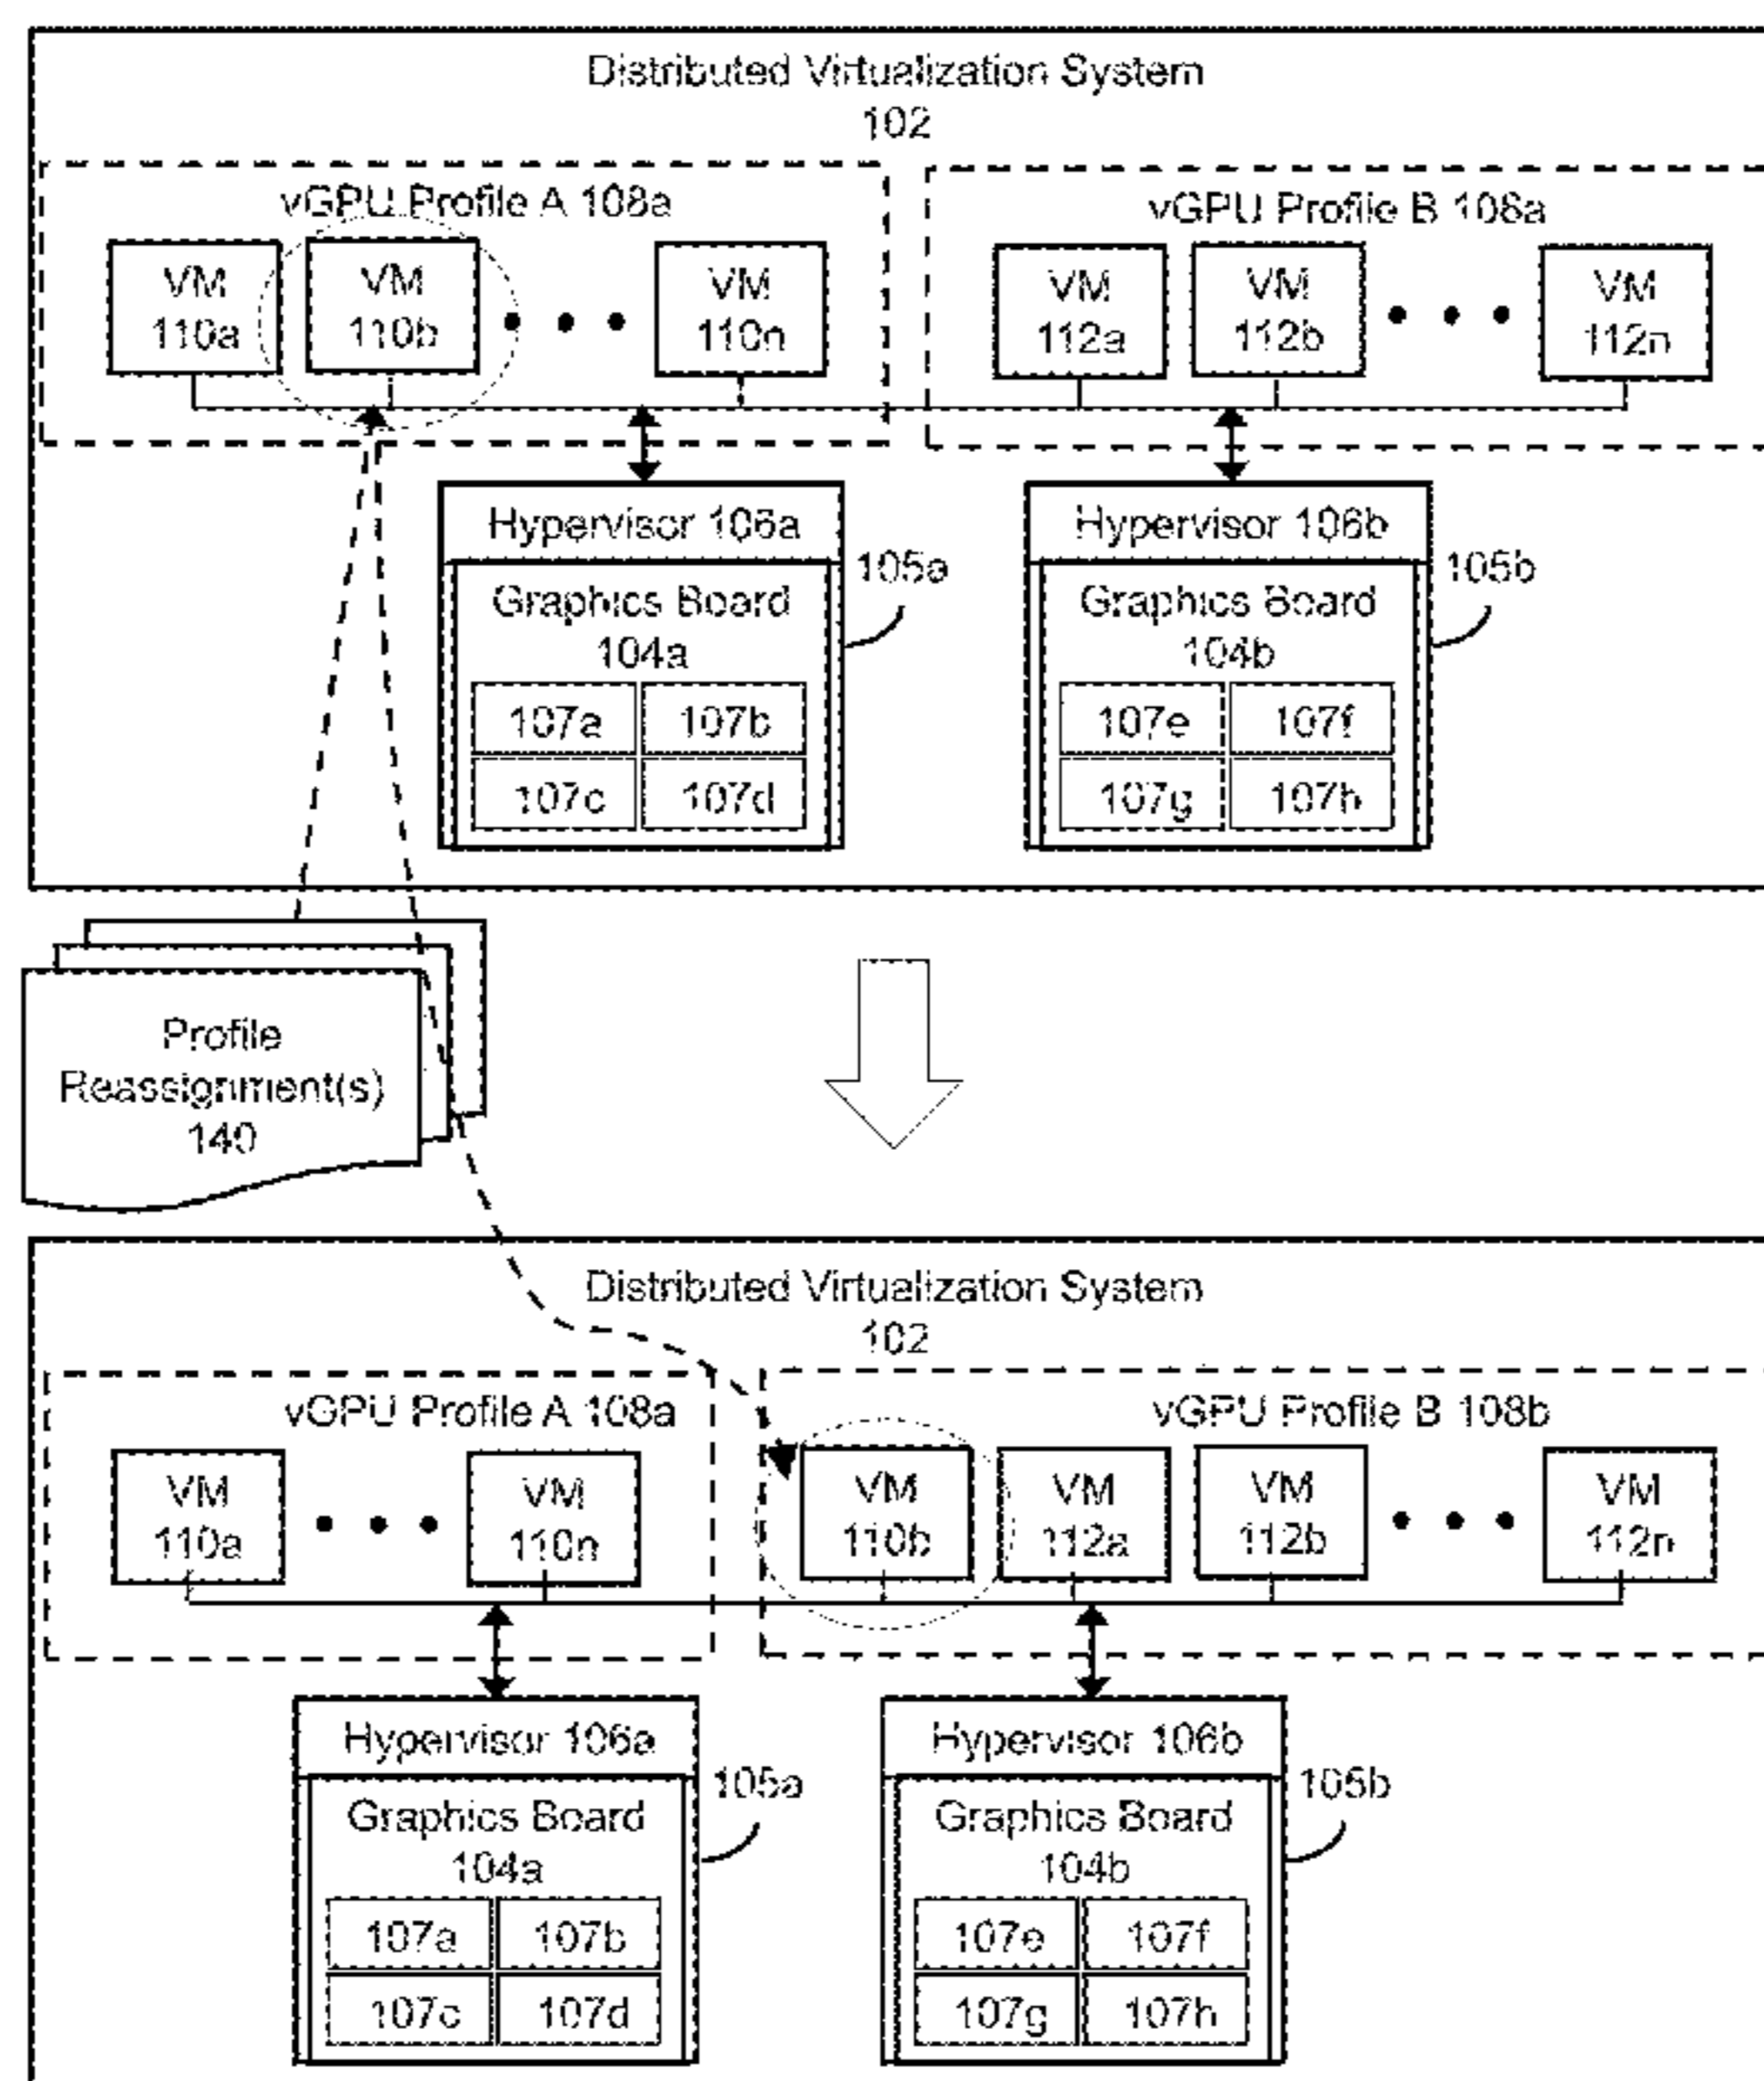 Distributed Virtualization System
102
vGPU Profile A 108a
vGPU Profile B 108a
VM
110a
VM
110b
VM
110n
VM
112a
VM
112b
VM
112n
Hypervisor 106a
105a
Graphics Board
104a
107a
107b
107c
107d
Hypervisor 106b
105b
Graphics Board
104b
107e
107f
107g
107h
Profile
Reassignment(s)
140
Distributed Virtualization System
102
vGPU Profile A 108a
vGPU Profile B 108b
VM
110a
VM
110n
VM
110b
VM
112a
VM
112b
VM
112n
Hypervisor 106a
105a
Graphics Board
104a
107a
107b
107c
107d
Hypervisor 106b
105b
Graphics Board
104b
107e
107f
107g
107h